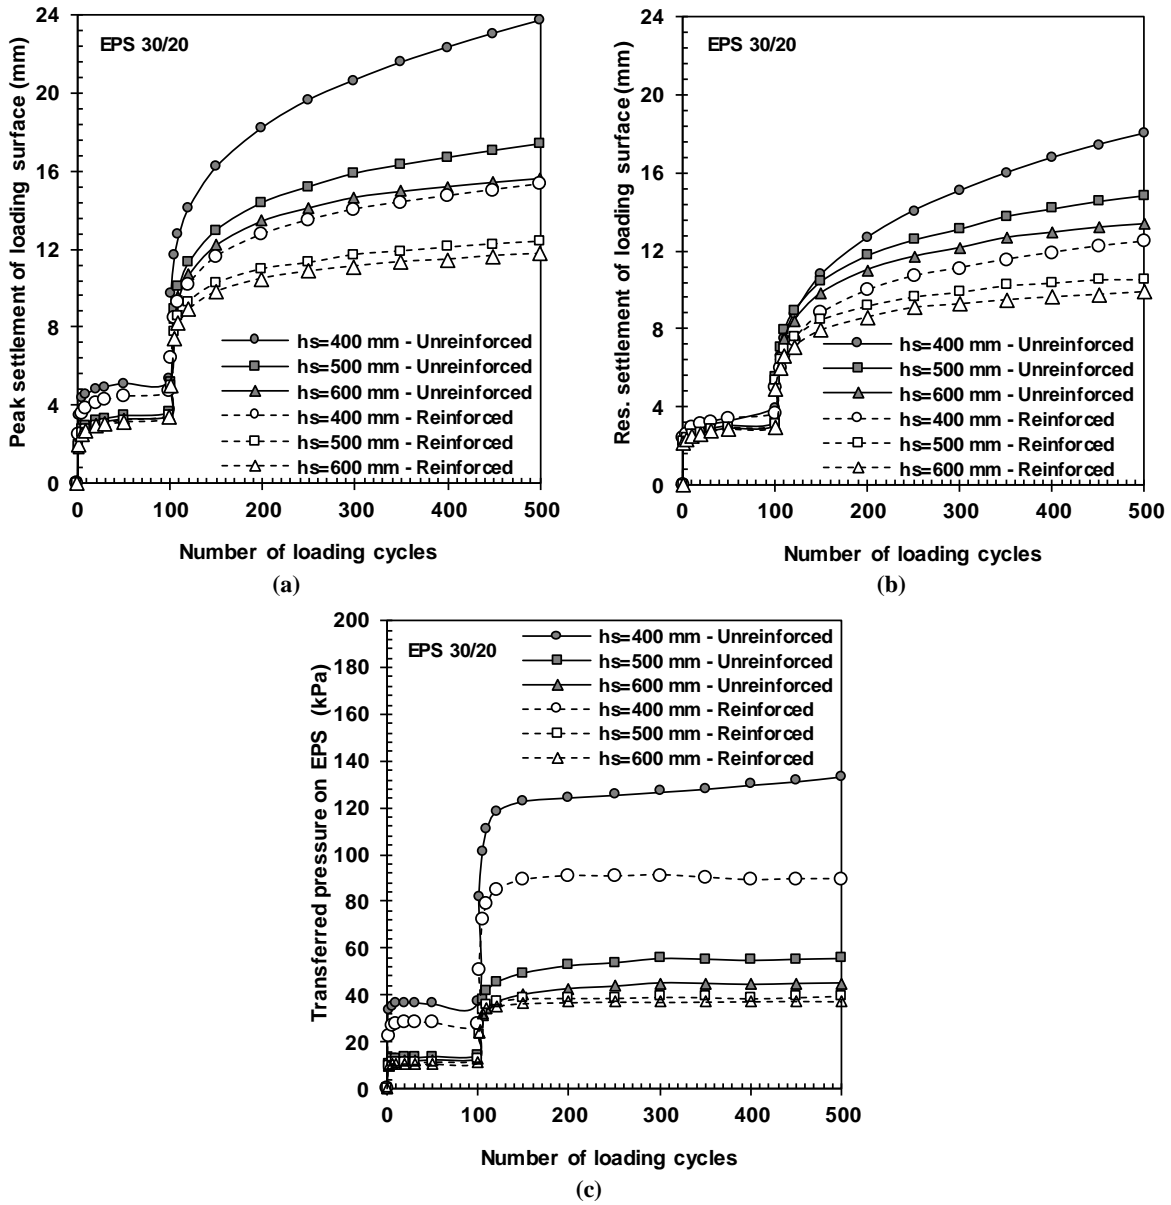 EPS 30/20
Peak settlement of loading surface (mm)
24
20
16
12
8
4
0
hs=400 mm - Unreinforced
hs=500 mm - Unreinforced
hs=600 mm - Unreinforced
hs=400 mm - Reinforced
hs=500 mm - Reinforced
hs=600 mm - Reinforced
0 100 200 300 400 500
Number of loading cycles
(a)
EPS 30/20
Res. settlement of loading surface (mm)
24
20
16
12
8
4
0
hs=400 mm - Unreinforced
hs=500 mm - Unreinforced
hs=600 mm - Unreinforced
hs=400 mm - Reinforced
hs=500 mm - Reinforced
hs=600 mm - Reinforced
0 100 200 300 400 500
Number of loading cycles
(b)
EPS 30/20
Transferred pressure on EPS (kPa)
200
180
160
140
120
100
80
60
40
20
0
hs=400 mm - Unreinforced
hs=500 mm - Unreinforced
hs=600 mm - Unreinforced
hs=400 mm - Reinforced
hs=500 mm - Reinforced
hs=600 mm - Reinforced
0 100 200 300 400 500
Number of loading cycles
(c)